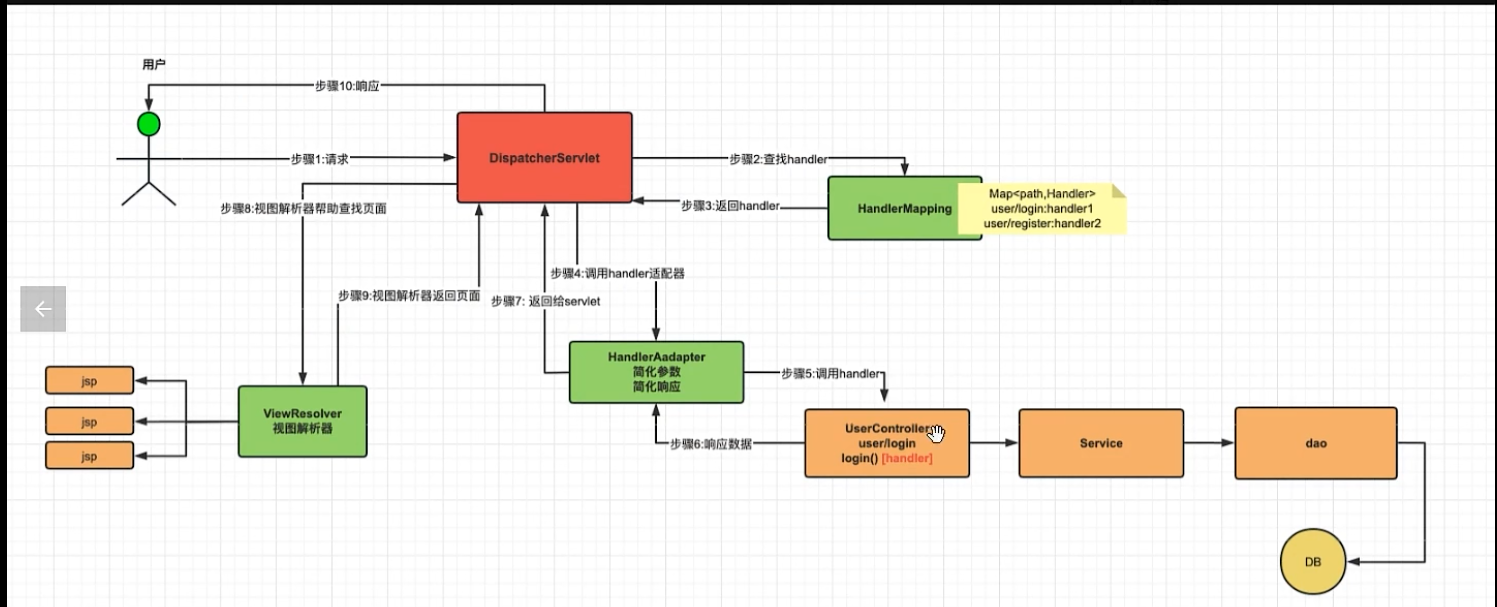 用户
步骤10:响应
步骤1:请求
DispatcherServlet
步骤2:查找handler
步骤3:返回handler
HandlerMapping
Map<path,Handler>
user/login:handler1
user/register:handler2
步骤8:视图解析器帮助查找页面
步骤4:调用handler适配器
步骤9:视图解析器返回页面
步骤7: 返回给servlet
HandlerAadapter
简化参数
简化响应
步骤5:调用handler
jsp
jsp
jsp
ViewResolver
视图解析器
步骤6:响应数据
UserController
user/login
login() [handler]
Service
dao
DB